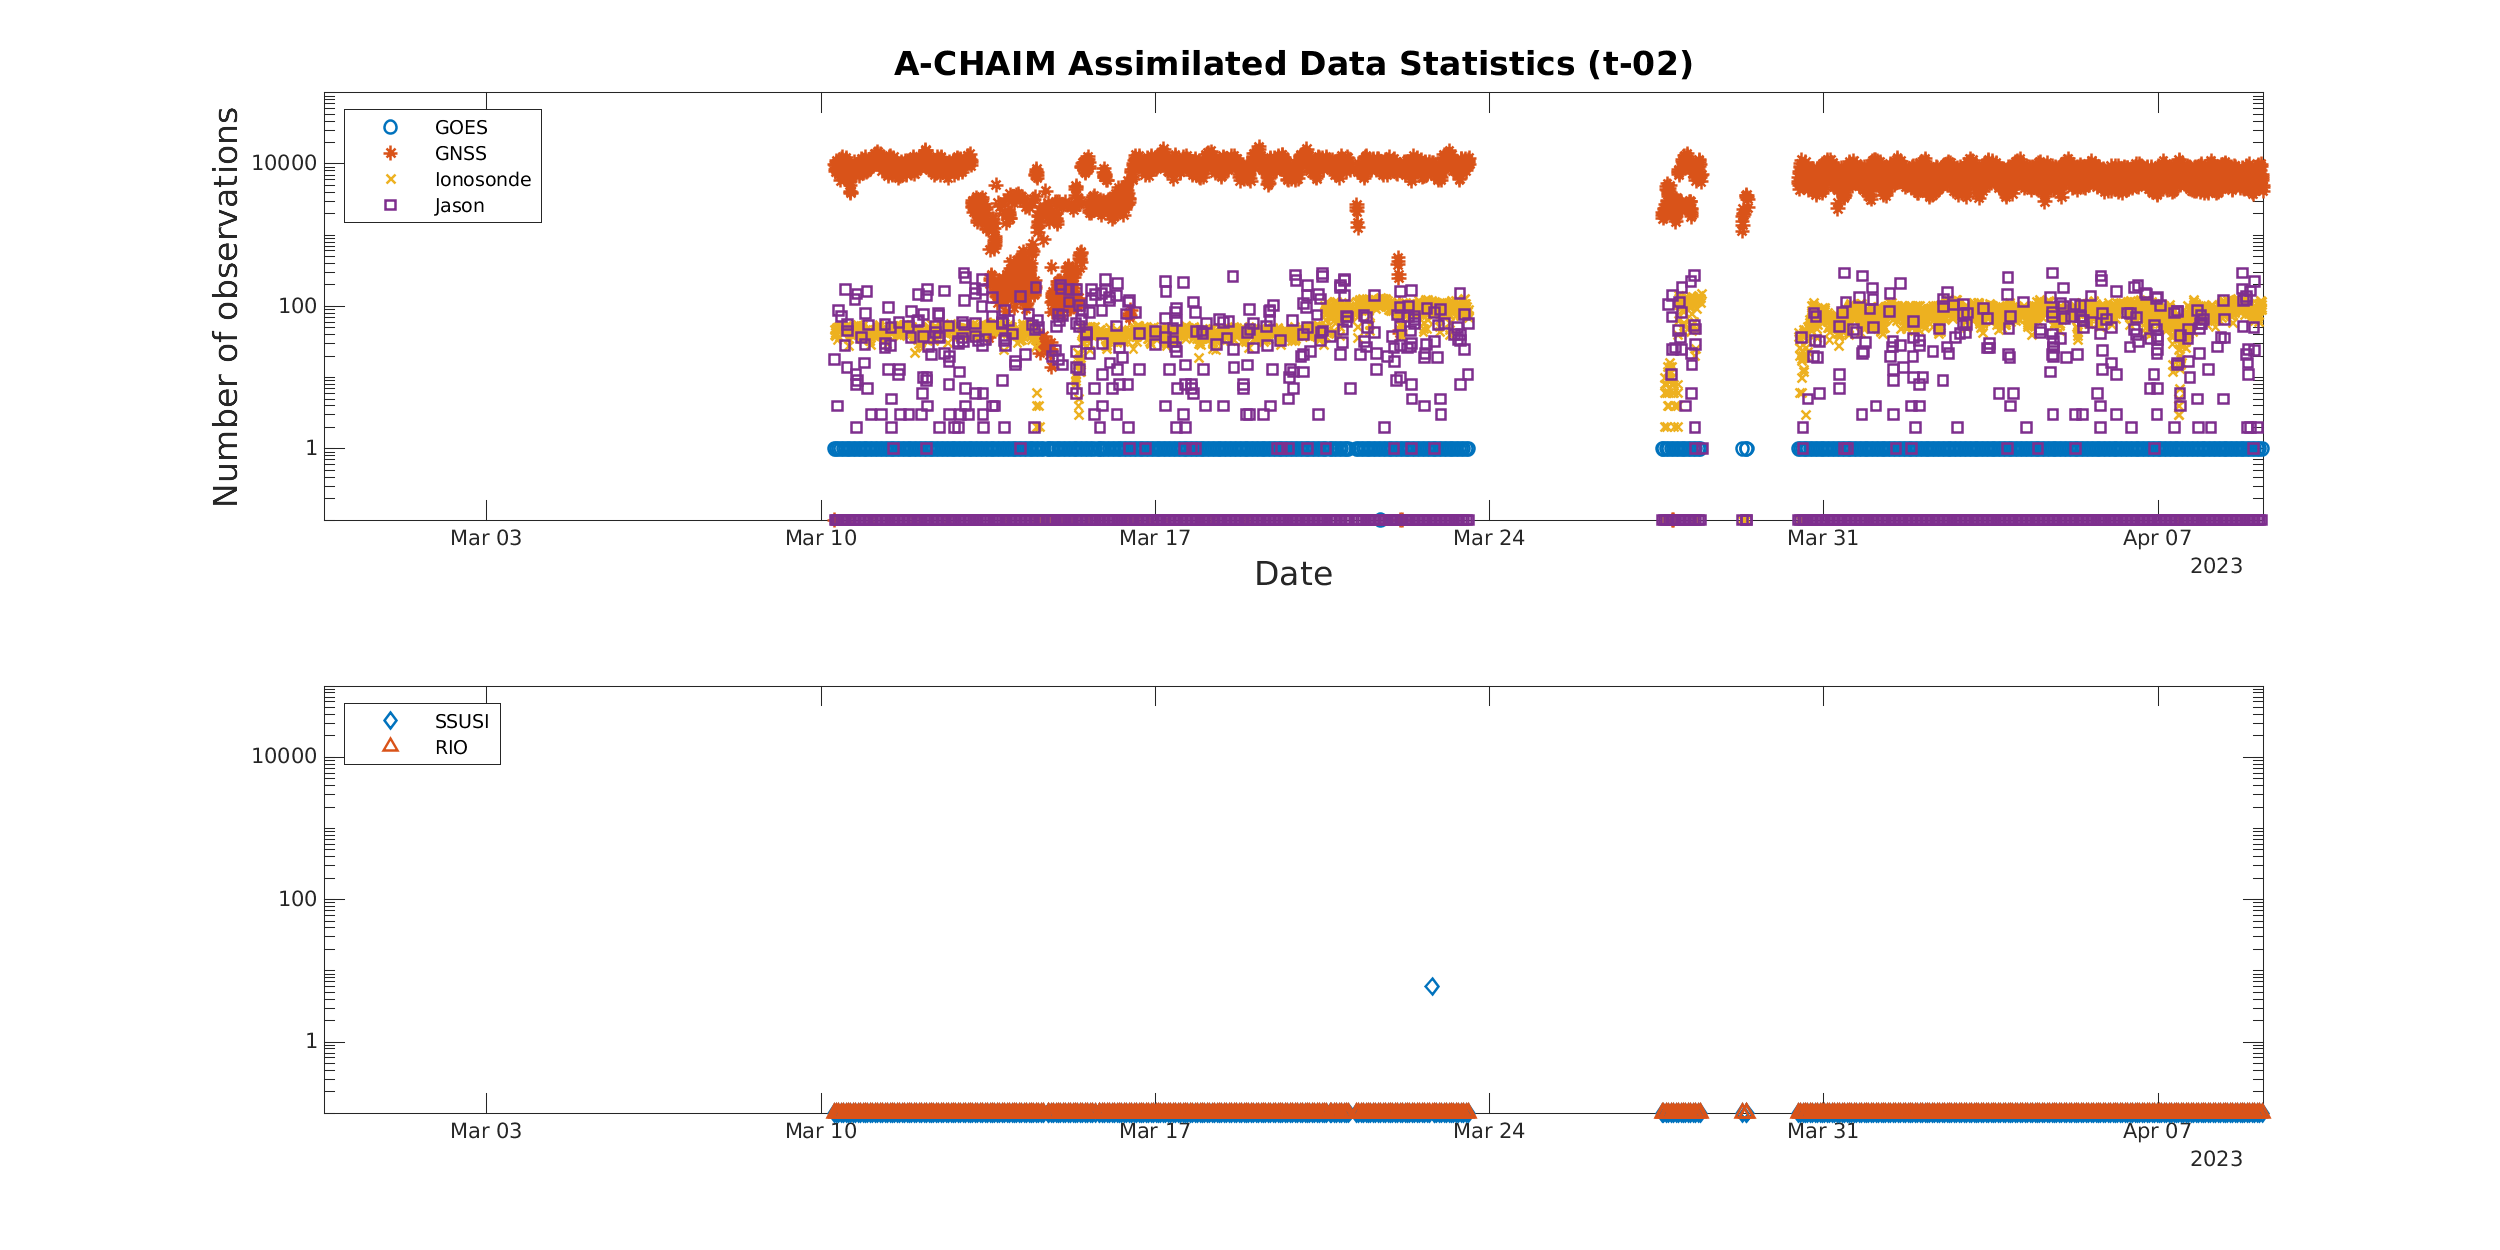 A-CHAIM Assimilated Data Statistics (t-02)
Number of observations
10000
100
1
GOES
GNSS
Ionosonde
Jason
Mar 03
Mar 10
Mar 17
Mar 24
Mar 31
Apr 07
2023
Date
10000
100
1
SSUSI
RIO
Mar 03
Mar 10
Mar 17
Mar 24
Mar 31
Apr 07
2023